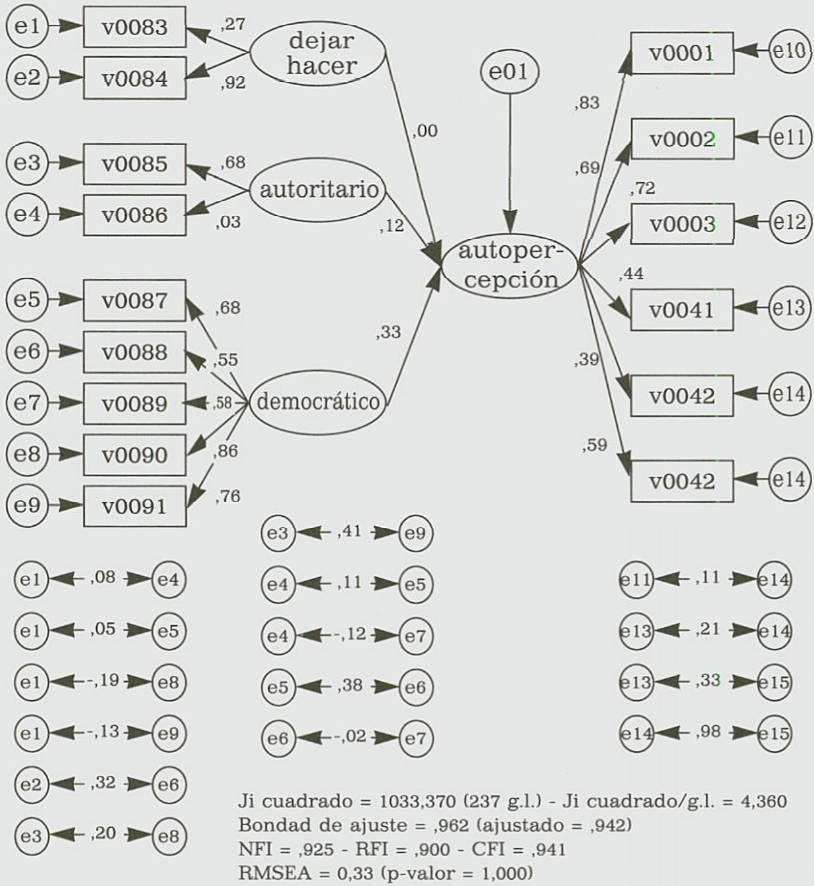 e1 v0083 ,27 dejar hacer
e2 v0084 ,92
e3 v0085 ,68 autoritario
e4 v0086 ,03
e5 v0087 ,68
e6 v0088 ,55
e7 v0089 ,58 democrático
e8 v0090 ,86
e9 v0091 ,76
,00
,12
,33
e01
autoper-
cepción
,83 v0001 e10
,69 v0002 e11
,72 v0003 e12
,44 v0041 e13
,39 v0042 e14
,59 v0042 e14
e1 ,08 e4
e1 ,05 e5
e1 -,19 e8
e1 -,13 e9
e2 ,32 e6
e3 ,20 e8
e3 ,41 e9
e4 ,11 e5
e4 -,12 e7
e5 ,38 e6
e6 -,02 e7
e11 ,11 e14
e13 ,21 e14
e13 ,33 e15
e14 ,98 e15
Ji cuadrado = 1033,370 (237 g.l.) - Ji cuadrado/g.l. = 4,360
Bondad de ajuste = ,962 (ajustado = ,942)
NFI = ,925 - RFI = ,900 - CFI = ,941
RMSEA = 0,33 (p-valor = 1,000)